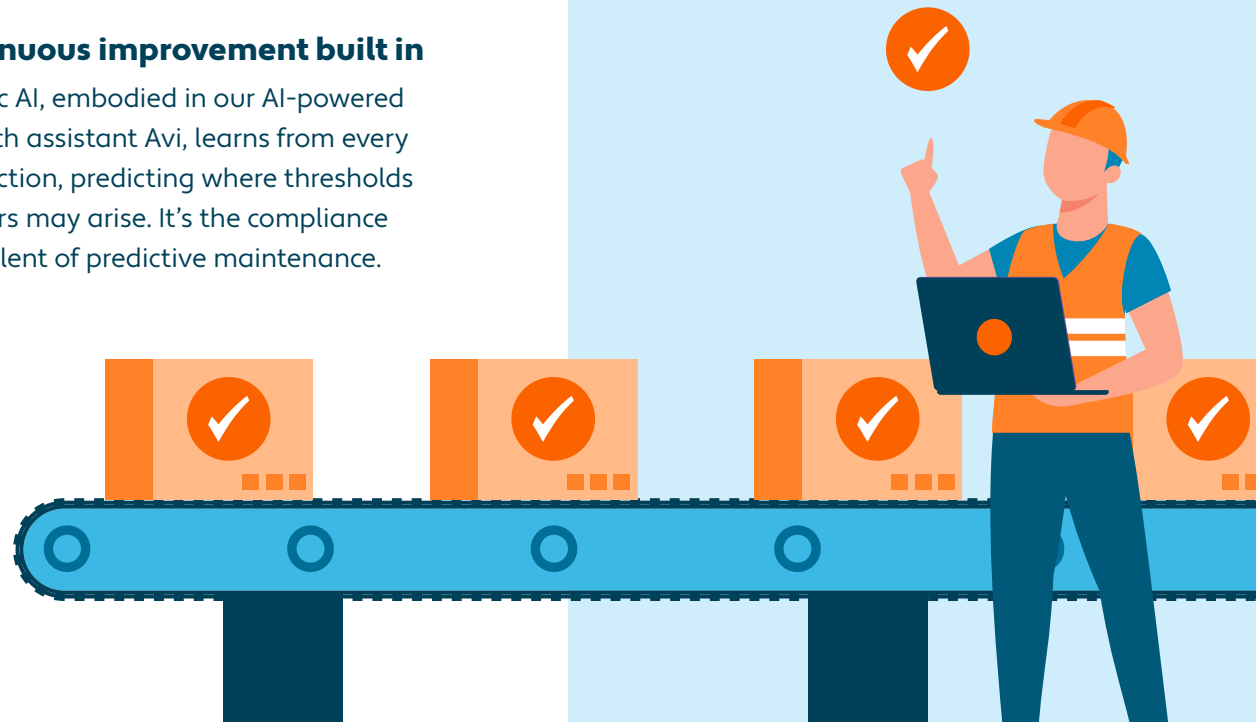 nuous improvement built in
c AI, embodied in our AI-powered
ch assistant Avi, learns from every
ction, predicting where thresholds
rs may arise. It’s the compliance
lent of predictive maintenance.